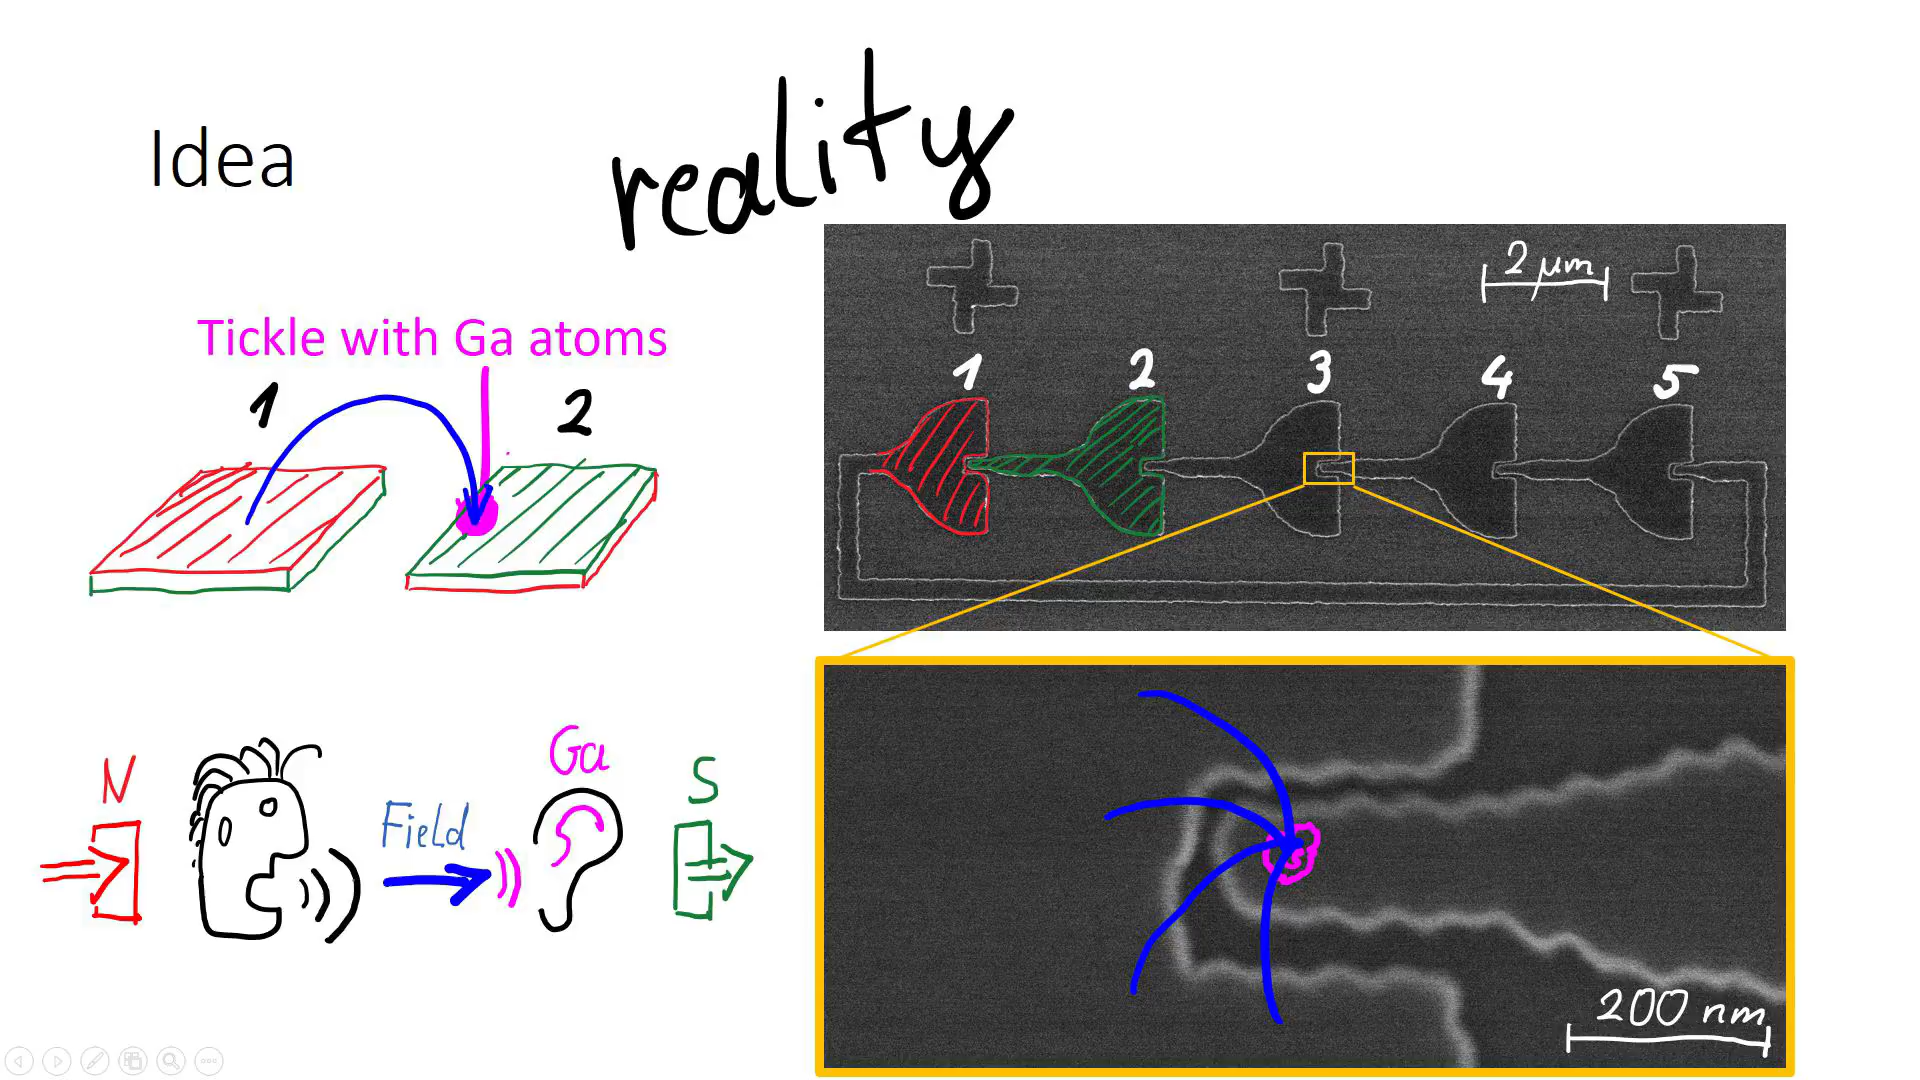 Idea
reality
Tickle with Ga atoms
1
2
N
Field
Ga
S
2 µm
1
2
3
4
5
200 nm